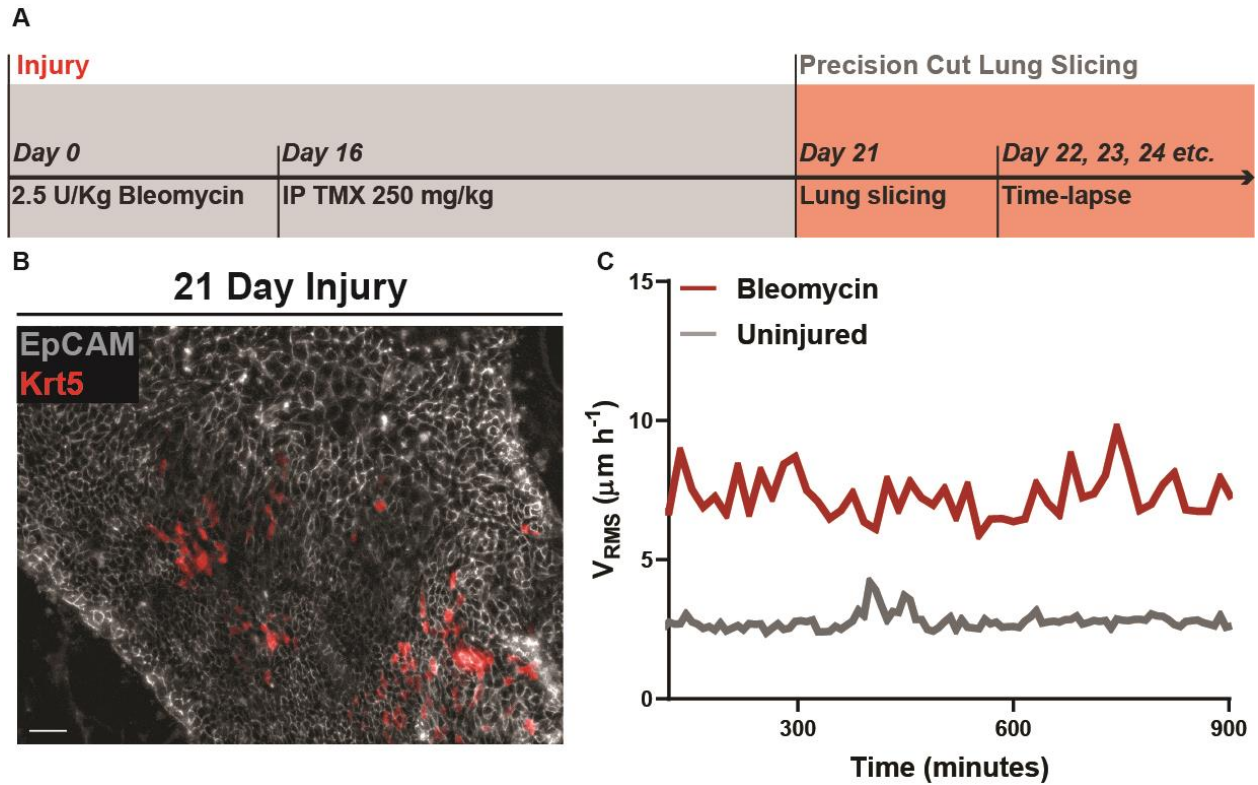 A
Injury
Precision Cut Lung Slicing
Day 0
Day 16
Day 21
Day 22, 23, 24 etc.
2.5 U/Kg Bleomycin
IP TMX 250 mg/kg
Lung slicing
Time-lapse
B
21 Day Injury
EpCAM
Krt5
C
15
10
5
0
Bleomycin
Uninjured
VRMS (μm h-1)
300
600
900
Time (minutes)